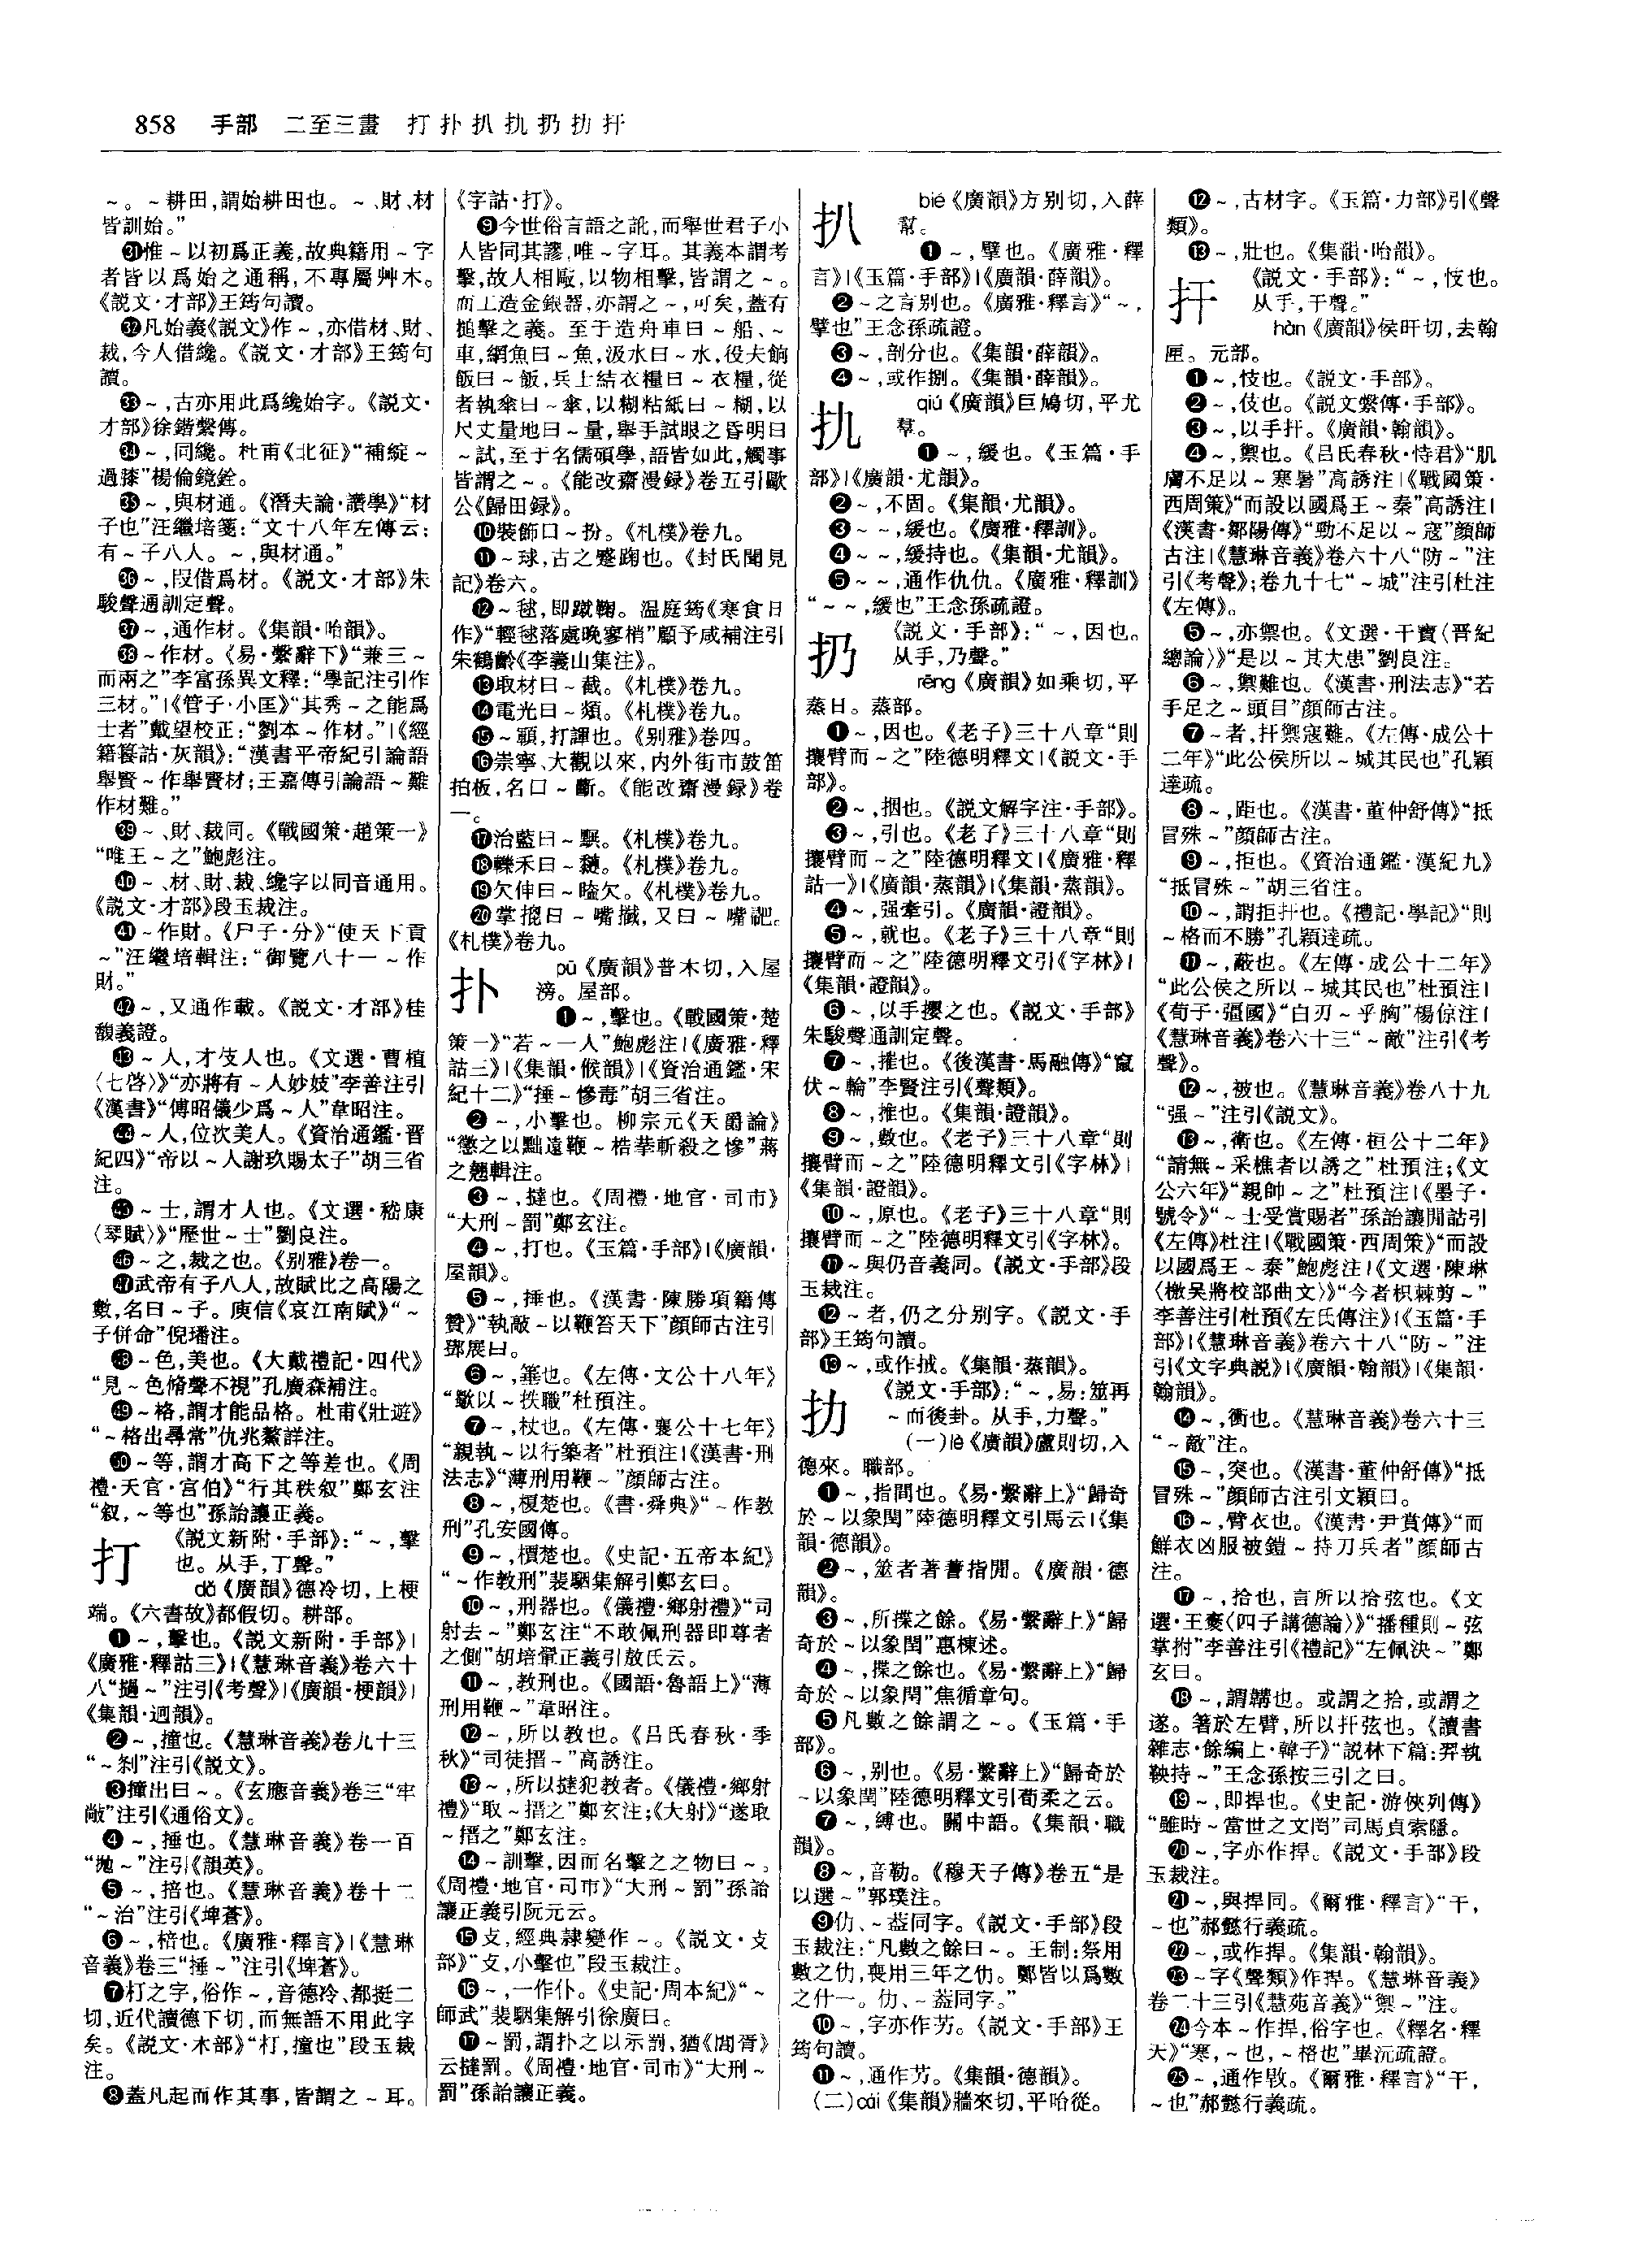 858 手部 二至三畫 打扑扒扏扔扐扞
～。～耕田,謂始耕田也。～、財、材
皆訓始。”
㉛惟～以初爲正義,故典籍用～字
者皆以爲始之通稱,不專屬艸木。
《説文·才部》王筠句讀。
㉜凡始義《説文》作～,亦借材、財、
裁,今人借纔。《説文·才部》王筠句
讀。
㉝～,古亦用此爲纔始字。《説文·
才部》徐鍇繫傳。
㉞～,同纔。杜甫《北征》“補綻～
過膝”楊倫鏡銓。
㉟～,與材通。《潛夫論·讚學》“材
子也”汪繼培箋:“文十八年左傳云:
有～子八人。～,與材通。”
㊱～,叚借爲材。《説文·才部》朱
駿聲通訓定聲。
㊲～,通作材。《集韻·咍韻》。
㊳～作材。《易·繫辭下》“兼三～
而兩之”李富孫異文釋:“學記注引作
三材。”|《管子·小匡》“其秀～之能爲
士者”戴望校正:“劉本～作材。”|《經
籍籑詁·灰韻》:“漢書平帝紀引論語
舉賢～作舉賢材;王嘉傳引論語～難
作材難。”
㊴～、財、裁同。《戰國策·趙策一》
“唯王～之”鮑彪注。
㊵～、材、財、裁、纔字以同音通用。
《説文·才部》段玉裁注。
㊶～作財。《尸子·分》“使天下貢
～”汪繼培輯注:“御覽八十一～作
財。”
㊷～,又通作載。《説文·才部》桂
馥義證。
㊸～人,才伎人也。《文選·曹植
〈七啓〉》“亦將有～人妙妓”李善注引
《漢書》“傅昭儀少爲～人”韋昭注。
㊹～人,位次美人。《資治通鑑·晉
紀四》“帝以～人謝玖賜太子”胡三省
注。
㊺～士,謂才人也。《文選·嵇康
〈琴賦〉》“歷世～士”劉良注。
㊻～之,裁之也。《别雅》卷一。
㊼武帝有子八人,故賦比之高陽之
數,名曰～子。庾信《哀江南賦》“～
子併命”倪璠注。
㊽～色,美也。《大戴禮記·四代》
“見～色脩聲不視”孔廣森補注。
㊾～格,謂才能品格。杜甫《壯遊》
“～格出尋常”仇兆鰲詳注。
㊿～等,謂才高下之等差也。《周
禮·天官·宮伯》“行其秩叙”鄭玄注
“叙,～等也”孫詒讓正義。
打 《説文新附·手部》:“～,擊
也。从手,丁聲。”
dǎ《廣韻》德冷切,上梗
端。《六書故》都假切。耕部。
❶～,擊也。《説文新附·手部》|
《廣雅·釋詁三》|《慧琳音義》卷六十
八“撾～”注引《考聲》|《廣韻·梗韻》|
《集韻·迥韻》。
❷～,撞也。《慧琳音義》卷九十三
“～刹”注引《説文》。
❸撞出曰～。《玄應音義》卷三“牢
敞”注引《通俗文》。
❹～,捶也。《慧琳音義》卷一百
“抛～”注引《韻英》。
❺～,掊也。《慧琳音義》卷十二
“～治”注引《埤蒼》。
❻～,棓也。《廣雅·釋言》|《慧琳
音義》卷三“捶～”注引《埤蒼》。
❼朾之字,俗作～,音德冷、都挺二
切,近代讀德下切,而無語不用此字
矣。《説文·木部》“朾,撞也”段玉裁
注。
❽蓋凡起而作其事,皆謂之～耳。
《字詁·打》。
❾今世俗言語之訛,而舉世君子小
人皆同其謬,唯～字耳。其義本謂考
擊,故人相毆,以物相擊,皆謂之～。
而工造金銀器,亦謂之～,可矣,蓋有
搥擊之義。至于造舟車曰～船、～
車,網魚曰～魚,汲水曰～水,役夫餉
飯曰～飯,兵士結衣糧曰～衣糧,從
者執傘曰～傘,以糊粘紙曰～糊,以
尺丈量地曰～量,舉手試眼之昏明曰
～試,至于名儒碩學,語皆如此,觸事
皆謂之～。《能改齋漫録》卷五引歐
公《歸田録》。
❿裝飾曰～扮。《札樸》卷九。
⓫～球,古之蹙踘也。《封氏聞見
記》卷六。
⓬～毬,即蹴鞠。温庭筠《寒食日
作》“輕毬落處晚寥梢”顧予咸補注引
朱鶴齡《李義山集注》。
⓭取材曰～截。《札樸》卷九。
⓮電光曰～頦。《札樸》卷九。
⓯～顐,打諢也。《别雅》卷四。
⓰崇寧、大觀以來,内外街市鼓笛
拍板,名曰～斷。《能改齋漫録》卷
一。
⓱治藍曰～。《札樸》卷九。
⓲轢禾曰～。《札樸》卷九。
⓳欠伸曰～欠。《札樸》卷九。
⓴掌摑曰～嘴,又曰～嘴。
《札樸》卷九。
扑 pū《廣韻》普木切,入屋
滂。屋部。
❶～,擊也。《戰國策·楚
策一》“若～一人”鮑彪注|《廣雅·釋
詁三》|《集韻·候韻》|《資治通鑑·宋
紀十二》“捶～慘毒”胡三省注。
❷～,小擊也。柳宗元《天爵論》
“懲之以黜遠鞭～梏拲斬殺之慘”蔣
之翹輯注。
❸～,撻也。《周禮·地官·司市》
“大刑～罰”鄭玄注。
❹～,打也。《玉篇·手部》|《廣韻·
屋韻》。
❺～,捶也。《漢書·陳勝項籍傳
贊》“執敲～以鞭笞天下”顔師古注引
鄧展曰。
❻～,箠也。《左傳·文公十八年》
“歜以～抶職”杜預注。
❼～,杖也。《左傳·襄公十七年》
“親執～以行築者”杜預注|《漢書·刑
法志》“薄刑用鞭～”顔師古注。
❽～,榎楚也。《書·舜典》“～作教
刑”孔安國傳。
❾～,檟楚也。《史記·五帝本紀》
“～作教刑”裴駰集解引鄭玄曰。
❿～,刑器也。《儀禮·鄉射禮》“司
射去～”鄭玄注“不敢佩刑器即尊者
之側”胡培翬正義引敖氏云。
⓫～,教刑也。《國語·魯語上》“薄
刑用鞭～”韋昭注。
⓬～,所以教也。《吕氏春秋·季
秋》“司徒搢～”高誘注。
⓭～,所以撻犯教者。《儀禮·鄉射
禮》“取～搢之”鄭玄注;《大射》“遂取
～搢之”鄭玄注。
⓮～訓擊,因而名擊之之物曰～。
《周禮·地官·司市》“大刑～罰”孫詒
讓正義引阮元云。
⓯攴,經典隸變作～。《説文·攴
部》“攴,小擊也”段玉裁注。
⓰～,一作仆。《史記·周本紀》“～
師武”裴駰集解引徐廣曰。
⓱～罰,謂扑之以示罰,猶《閭胥》
云撻罰。《周禮·地官·司市》“大刑～
罰”孫詒讓正義。
扒 bié《廣韻》方别切,入薛
幫。
❶～,擘也。《廣雅·釋
言》|《玉篇·手部》|《廣韻·薛韻》。
❷～之言别也。《廣雅·釋言》“～,
擘也”王念孫疏證。
❸～,剖分也。《集韻·薛韻》。
❹～,或作捌。《集韻·薛韻》。
扏 qiú《廣韻》巨鳩切,平尤
羣。
❶～,緩也。《玉篇·手
部》|《廣韻·尤韻》。
❷～,不固。《集韻·尤韻》。
❸～～,緩也。《廣雅·釋訓》。
❹～～,緩持也。《集韻·尤韻》。
❺～～,通作仇仇。《廣雅·釋訓》
“～～,緩也”王念孫疏證。
扔 《説文·手部》:“～,因也。
从手,乃聲。”
rēng《廣韻》如乘切,平
蒸日。蒸部。
❶～,因也。《老子》三十八章“則
攘臂而～之”陸德明釋文|《説文·手
部》。
❷～,捆也。《説文解字注·手部》。
❸～,引也。《老子》三十八章“則
攘臂而～之”陸德明釋文|《廣雅·釋
詁一》|《廣韻·蒸韻》|《集韻·蒸韻》。
❹～,强牽引。《廣韻·證韻》。
❺～,就也。《老子》三十八章“則
攘臂而～之”陸德明釋文引《字林》|
《集韻·證韻》。
❻～,以手攖之也。《説文·手部》
朱駿聲通訓定聲。
❼～,摧也。《後漢書·馬融傳》“竄
伏～輪”李賢注引《聲類》。
❽～,推也。《集韻·證韻》。
❾～,數也。《老子》三十八章“則
攘臂而～之”陸德明釋文引《字林》|
《集韻·證韻》。
❿～,原也。《老子》三十八章“則
攘臂而～之”陸德明釋文引《字林》。
⓫～與仍音義同。《説文·手部》段
玉裁注。
⓬～者,仍之分别字。《説文·手
部》王筠句讀。
⓭～,或作㧤。《集韻·蒸韻》。
扐 《説文·手部》:“～,易:筮再
～而後卦。从手,力聲。”
(一)lè《廣韻》盧則切,入
德來。職部。
❶～,指間也。《易·繫辭上》“歸奇
於～以象閏”陸德明釋文引馬云|《集
韻·德韻》。
❷～,筮者著蓍指閒。《廣韻·德
韻》。
❸～,所揲之餘。《易·繫辭上》“歸
奇於～以象閏”惠棟述。
❹～,揲之餘也。《易·繫辭上》“歸
奇於～以象閏”焦循章句。
❺凡數之餘謂之～。《玉篇·手
部》。
❻～,别也。《易·繫辭上》“歸奇於
～以象閏”陸德明釋文引荀柔之云。
❼～,縛也。關中語。《集韻·職
韻》。
❽～,音勒。《穆天子傳》卷五“是
以選～”郭璞注。
❾仂、～蓋同字。《説文·手部》段
玉裁注:“凡數之餘曰～。王制:祭用
數之仂,喪用三年之仂。鄭皆以爲數
之什一。仂、～蓋同字。”
❿～,字亦作芀。《説文·手部》王
筠句讀。
⓫～,通作艻。《集韻·德韻》。
(二)cái《集韻》牆來切,平咍從。
⓬～,古材字。《玉篇·力部》引《聲
類》。
⓭～,壯也。《集韻·咍韻》。
扞 《説文·手部》:“～,忮也。
从手,干聲。”
hàn《廣韻》侯旰切,去翰
匣。元部。
❶～,忮也。《説文·手部》。
❷～,伎也。《説文繫傳·手部》。
❸～,以手扞。《廣韻·翰韻》。
❹～,禦也。《吕氏春秋·恃君》“肌
膚不足以～寒暑”高誘注|《戰國策·
西周策》“而設以國爲王～秦”高誘注|
《漢書·鄒陽傳》“勁不足以～寇”顔師
古注|《慧琳音義》卷六十八“防～”注
引《考聲》;卷九十七“～城”注引杜注
《左傳》。
❺～,亦禦也。《文選·干寶〈晉紀
總論〉》“是以～其大患”劉良注。
❻～,禦難也。《漢書·刑法志》“若
手足之～頭目”顔師古注。
❼～者,扞禦寇難。《左傳·成公十
二年》“此公侯所以～城其民也”孔穎
達疏。
❽～,距也。《漢書·董仲舒傳》“抵
冒殊～”顔師古注。
❾～,拒也。《資治通鑑·漢紀九》
“抵冒殊～”胡三省注。
❿～,謂拒扞也。《禮記·學記》“則
～格而不勝”孔穎達疏。
⓫～,蔽也。《左傳·成公十二年》
“此公侯之所以～城其民也”杜預注|
《荀子·彊國》“白刃～乎胸”楊倞注|
《慧琳音義》卷六十三“～敵”注引《考
聲》。
⓬～,被也。《慧琳音義》卷八十九
“强～”注引《説文》。
⓭～,衛也。《左傳·桓公十二年》
“請無～采樵者以誘之”杜預注;《文
公六年》“親帥～之”杜預注|《墨子·
號令》“～士受賞賜者”孫詒讓閒詁引
《左傳》杜注|《戰國策·西周策》“而設
以國爲王～秦”鮑彪注|《文選·陳琳
〈檄吴將校部曲文〉》“今者枳棘剪～”
李善注引杜預《左氏傳注》|《玉篇·手
部》|《慧琳音義》卷六十八“防～”注
引《文字典説》|《廣韻·翰韻》|《集韻·
翰韻》。
⓮～,衝也。《慧琳音義》卷六十三
“～敵”注。
⓯～,突也。《漢書·董仲舒傳》“抵
冒殊～”顔師古注引文穎曰。
⓰～,臂衣也。《漢書·尹賞傳》“而
鮮衣凶服被鎧～持刀兵者”顔師古
注。
⓱～,拾也,言所以拾弦也。《文
選·王褒〈四子講德論〉》“播種則～弦
掌拊”李善注引《禮記》“左佩決～”鄭
玄曰。
⓲～,謂韝也。或謂之拾,或謂之
遂。著於左臂,所以扞弦也。《讀書
雜志·餘編上·韓子》“説林下篇:羿執
鞅持～”王念孫按三引之曰。
⓳～,即捍也。《史記·游俠列傳》
“雖時～當世之文罔”司馬貞索隱。
⓴～,字亦作捍。《説文·手部》段
玉裁注。
㉑～,與捍同。《爾雅·釋言》“干,
～也”郝懿行義疏。
㉒～,或作捍。《集韻·翰韻》。
㉓～字《聲類》作捍。《慧琳音義》
卷二十三引《慧苑音義》“禦～”注。
㉔今本～作捍,俗字也。《釋名·釋
天》“寒,～也,～格也”畢沅疏證。
㉕～,通作㪋。《爾雅·釋言》“干,
～也”郝懿行義疏。